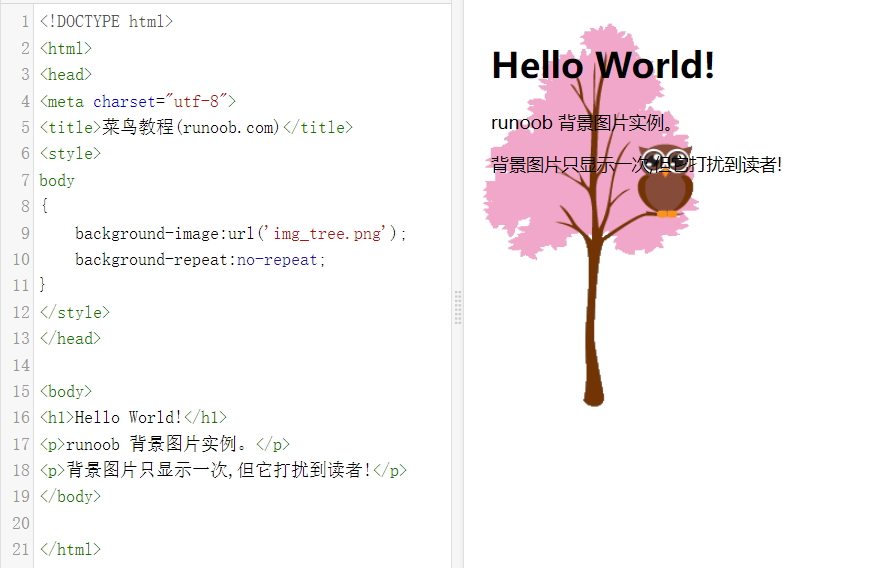 1 <!DOCTYPE html>
2 <html>
3 <head>
4 <meta charset="utf-8">
5 <title>菜鸟教程(runoob.com)</title>
6 <style>
7 body
8 {
9     background-image:url('img_tree.png');
10     background-repeat:no-repeat;
11 }
12 </style>
13 </head>
14
15 <body>
16 <h1>Hello World!</h1>
17 <p>runoob 背景图片实例。</p>
18 <p>背景图片只显示一次,但它打扰到读者!</p>
19 </body>
20
21 </html>
Hello World!
runoob 背景图片实例。
背景图片只显示一次,但它打扰到读者!